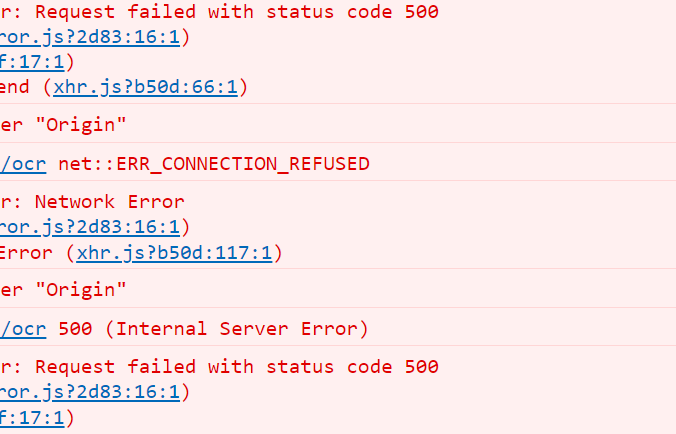 r: Request failed with status code 500
ror.js?2d83:16:1)
f:17:1)
end (xhr.js?b50d:66:1)
er "Origin"
/ocr net::ERR_CONNECTION_REFUSED
r: Network Error
ror.js?2d83:16:1)
Error (xhr.js?b50d:117:1)
er "Origin"
/ocr 500 (Internal Server Error)
r: Request failed with status code 500
ror.js?2d83:16:1)
f:17:1)